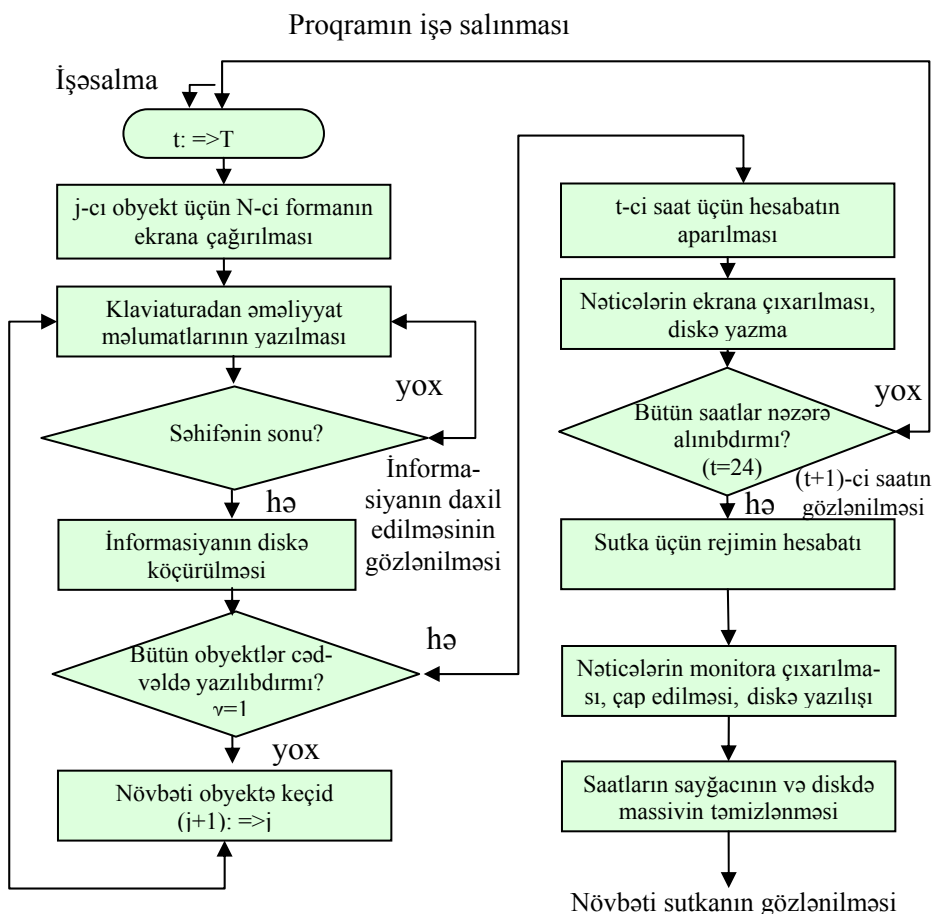 Proqramın işə salınması
İşəsalma
t: =>T
j-cı obyekt üçün N-ci formanın
ekrana çağırılması
Klaviaturadan əməliyyat
məlumatlarının yazılması
yox
Səhifənin sonu?
İnforma-
siyanın daxil
edilməsinin
gözlənilməsi
hə
İnformasiyanın diskə
köçürülməsi
Bütün obyektlər cəd-
vəldə yazılıbdırmı?
γ=1
hə
yox
Növbəti obyektə keçid
(j+1): =>j
t-ci saat üçün hesabatın
aparılması
Nəticələrin ekrana çıxarılması,
diskə yazma
yox
Bütün saatlar nəzərə
alınıbdırmı?
(t=24)
(t+1)-ci saatın
gözlənilməsi
hə
Sutka üçün rejimin hesabatı
Nəticələrin monitora çıxarılma-
sı, çap edilməsi, diskə yazılışı
Saatların sayğacının və diskdə
massivin təmizlənməsi
Növbəti sutkanın gözlənilməsi